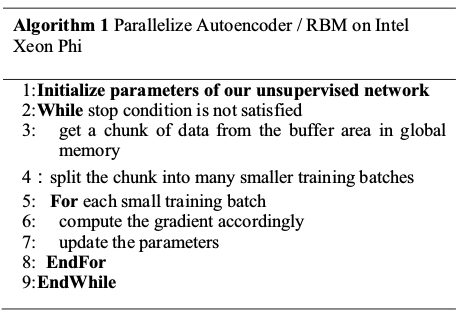 Algorithm 1 Parallelize Autoencoder / RBM on Intel
Xeon Phi
1:Initialize parameters of our unsupervised network
2:While stop condition is not satisfied
3: get a chunk of data from the buffer area in global
memory
4：split the chunk into many smaller training batches
5: For each small training batch
6: compute the gradient accordingly
7: update the parameters
8: EndFor
9:EndWhile